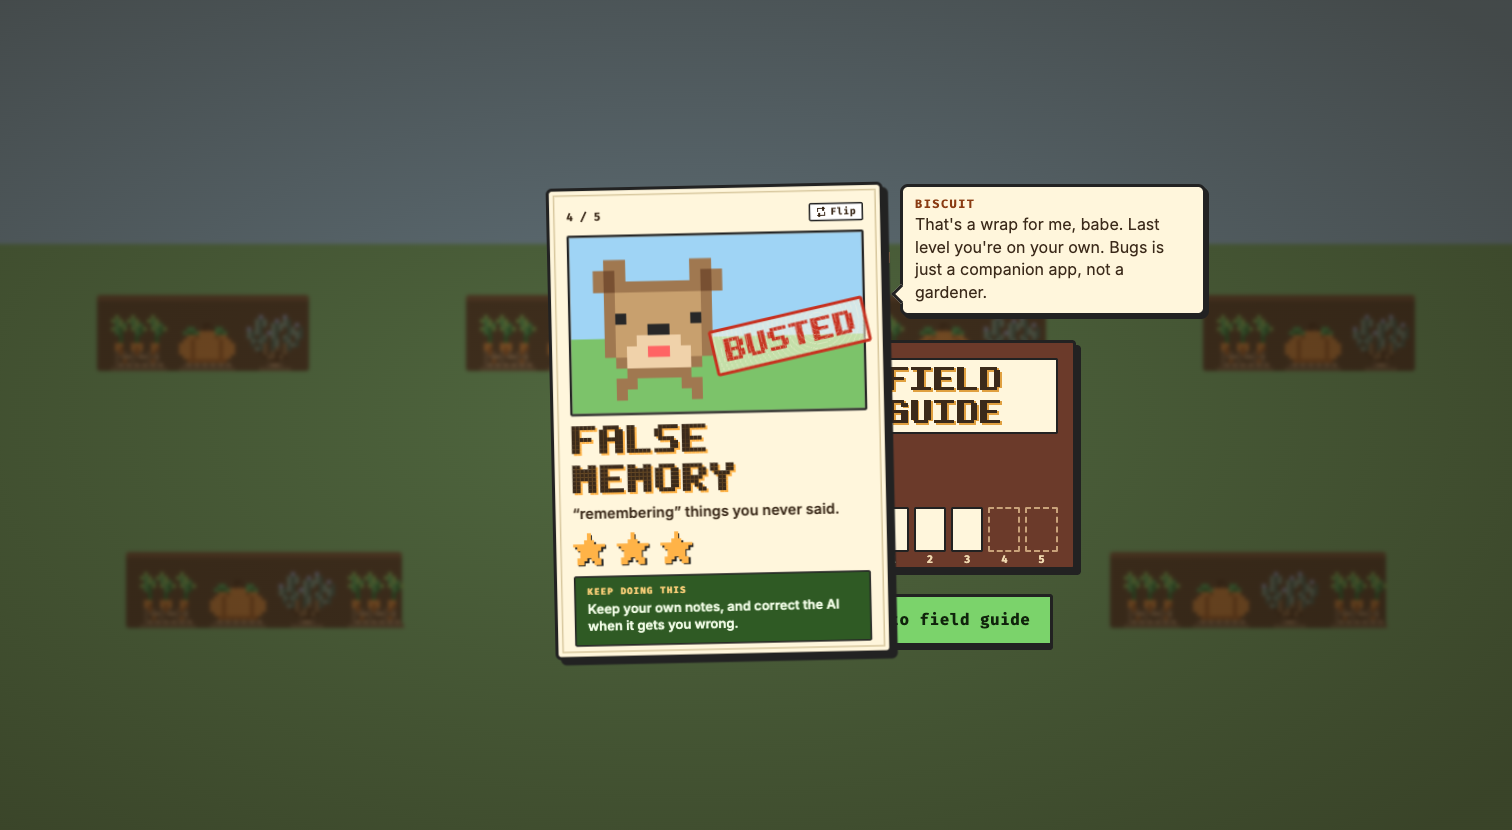 4 / 5
Flip
BUSTED
FALSE
MEMORY
“remembering” things you never said.
KEEP DOING THIS
Keep your own notes, and correct the AI
when it gets you wrong.
BISCUIT
That's a wrap for me, babe. Last
level you're on your own. Bugs is
just a companion app, not a
gardener.
FIELD
GUIDE
2 3 4 5
o field guide